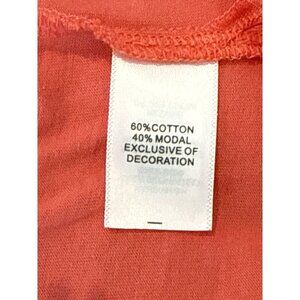 60%COTTON
40% MODAL
EXCLUSIVE OF
DECORATION